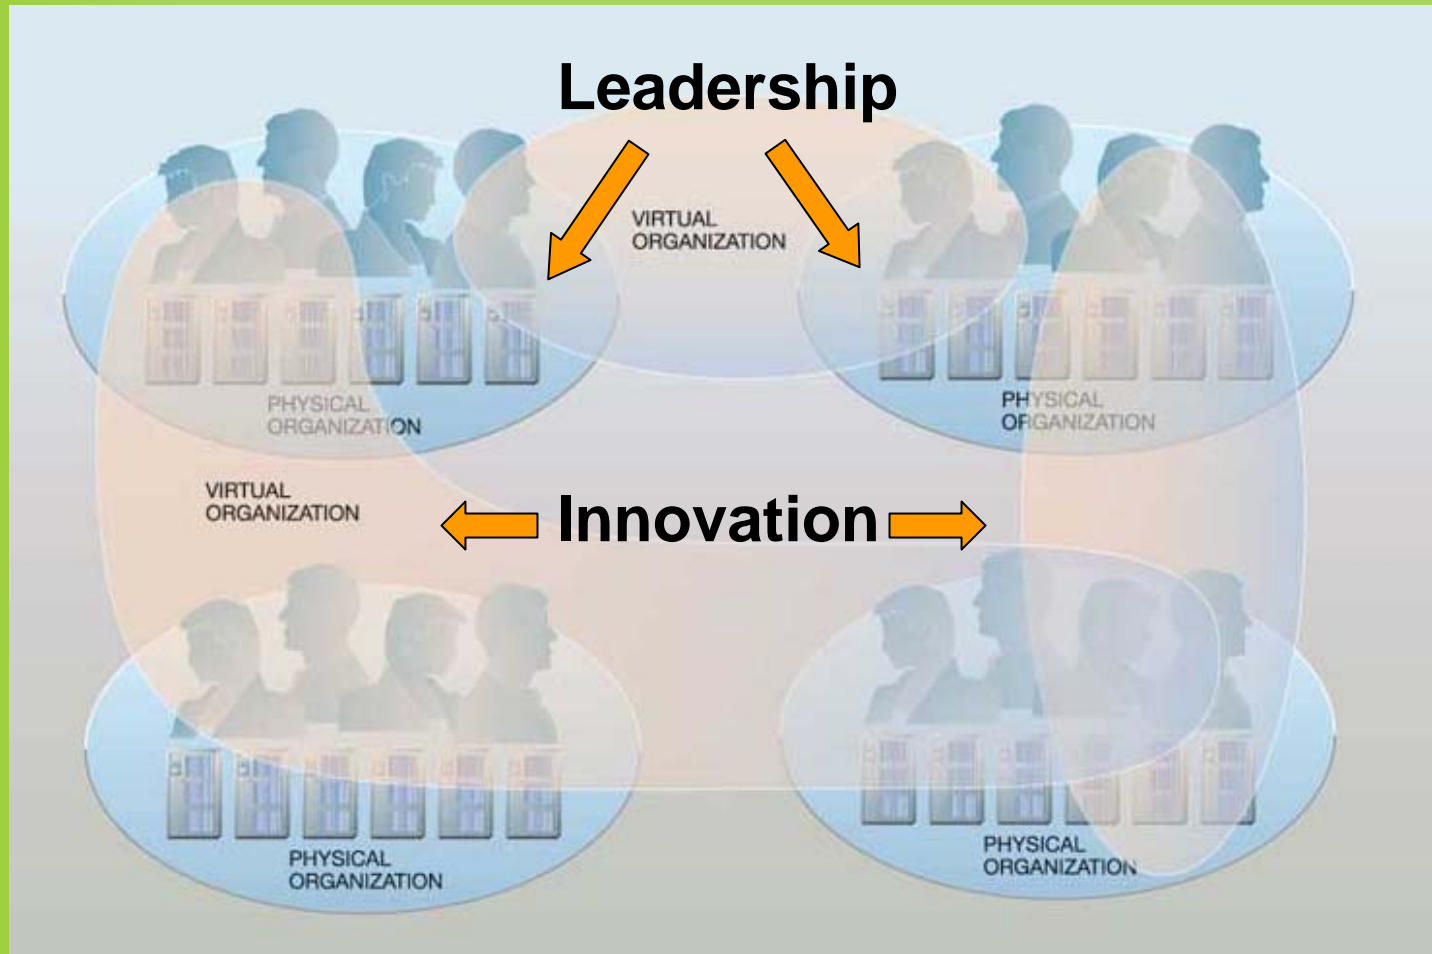 Leadership
VIRTUAL
ORGANIZATION
PHYSICAL
ORGANIZATION
PHYSICAL
ORGANIZATION
VIRTUAL
ORGANIZATION
Innovation
PHYSICAL
ORGANIZATION
PHYSICAL
ORGANIZATION